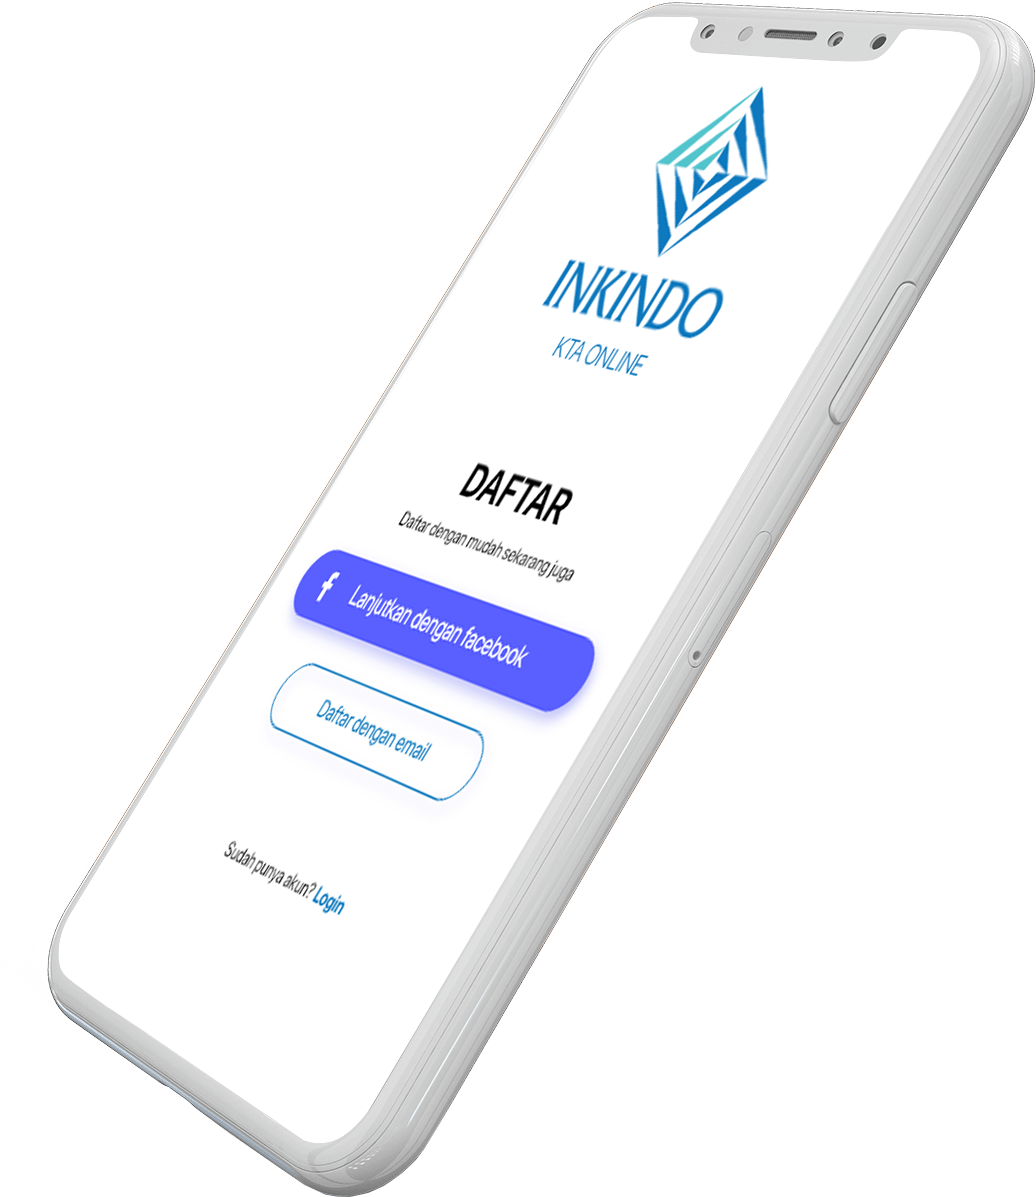 INKINDO
KTA ONLINE
DAFTAR
Daftar dengan mudah sekarang juga
f Lanjutkan dengan facebook
Daftar dengan email
Sudah punya akun? Login